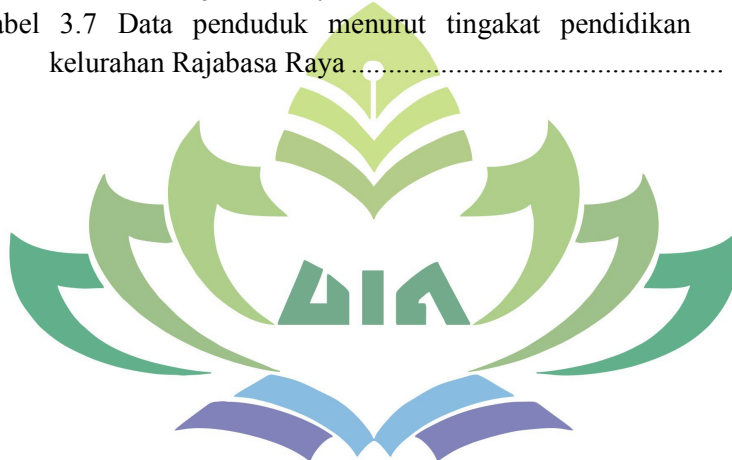 abel 3.7 Data penduduk menurut tingakat pendidikan
kelurahan Rajabasa Raya ................................................
UIN